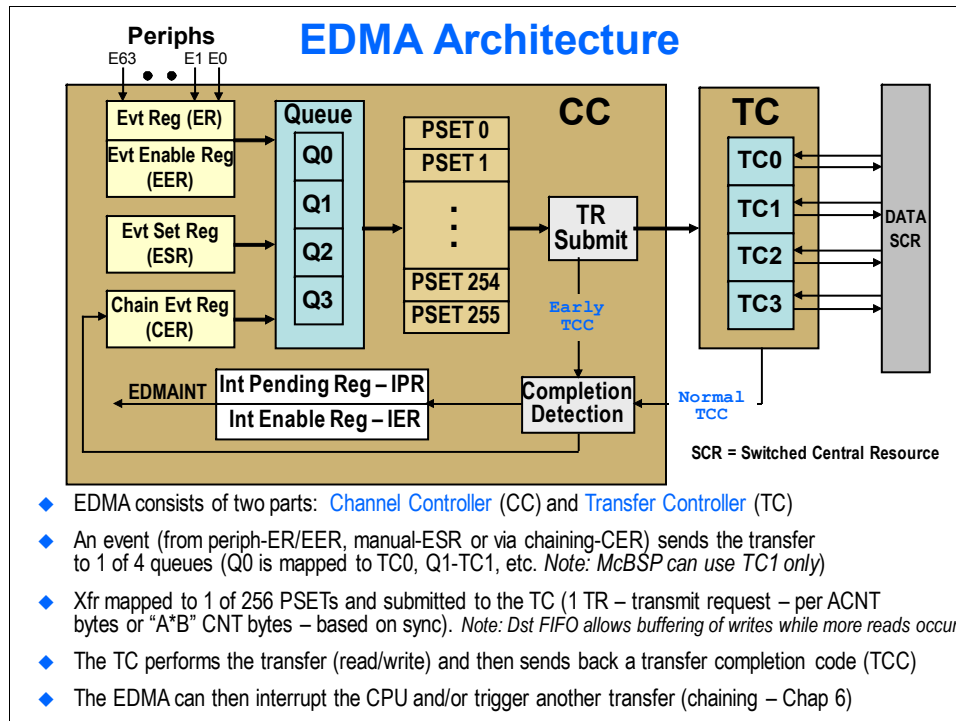 EDMA Architecture
Periphs
E63 • • E1 E0
CC
TC
Evt Reg (ER)
Evt Enable Reg
(EER)
Evt Set Reg
(ESR)
Chain Evt Reg
(CER)
Queue
Q0
Q1
Q2
Q3
PSET 0
PSET 1
PSET 254
PSET 255
TR
Submit
Early
TCC
TC0
TC1
TC2
TC3
DATA
SCR
EDMAINT
Int Pending Reg – IPR
Int Enable Reg – IER
Completion
Detection
Normal
TCC
SCR = Switched Central Resource
EDMA consists of two parts: Channel Controller (CC) and Transfer Controller (TC)
An event (from periph-ER/EER, manual-ESR or via chaining-CER) sends the transfer
to 1 of 4 queues (Q0 is mapped to TC0, Q1-TC1, etc. Note: McBSP can use TC1 only)
Xfr mapped to 1 of 256 PSETs and submitted to the TC (1 TR – transmit request – per ACNT
bytes or “A*B” CNT bytes – based on sync). Note: Dst FIFO allows buffering of writes while more reads occur
The TC performs the transfer (read/write) and then sends back a transfer completion code (TCC)
The EDMA can then interrupt the CPU and/or trigger another transfer (chaining – Chap 6)